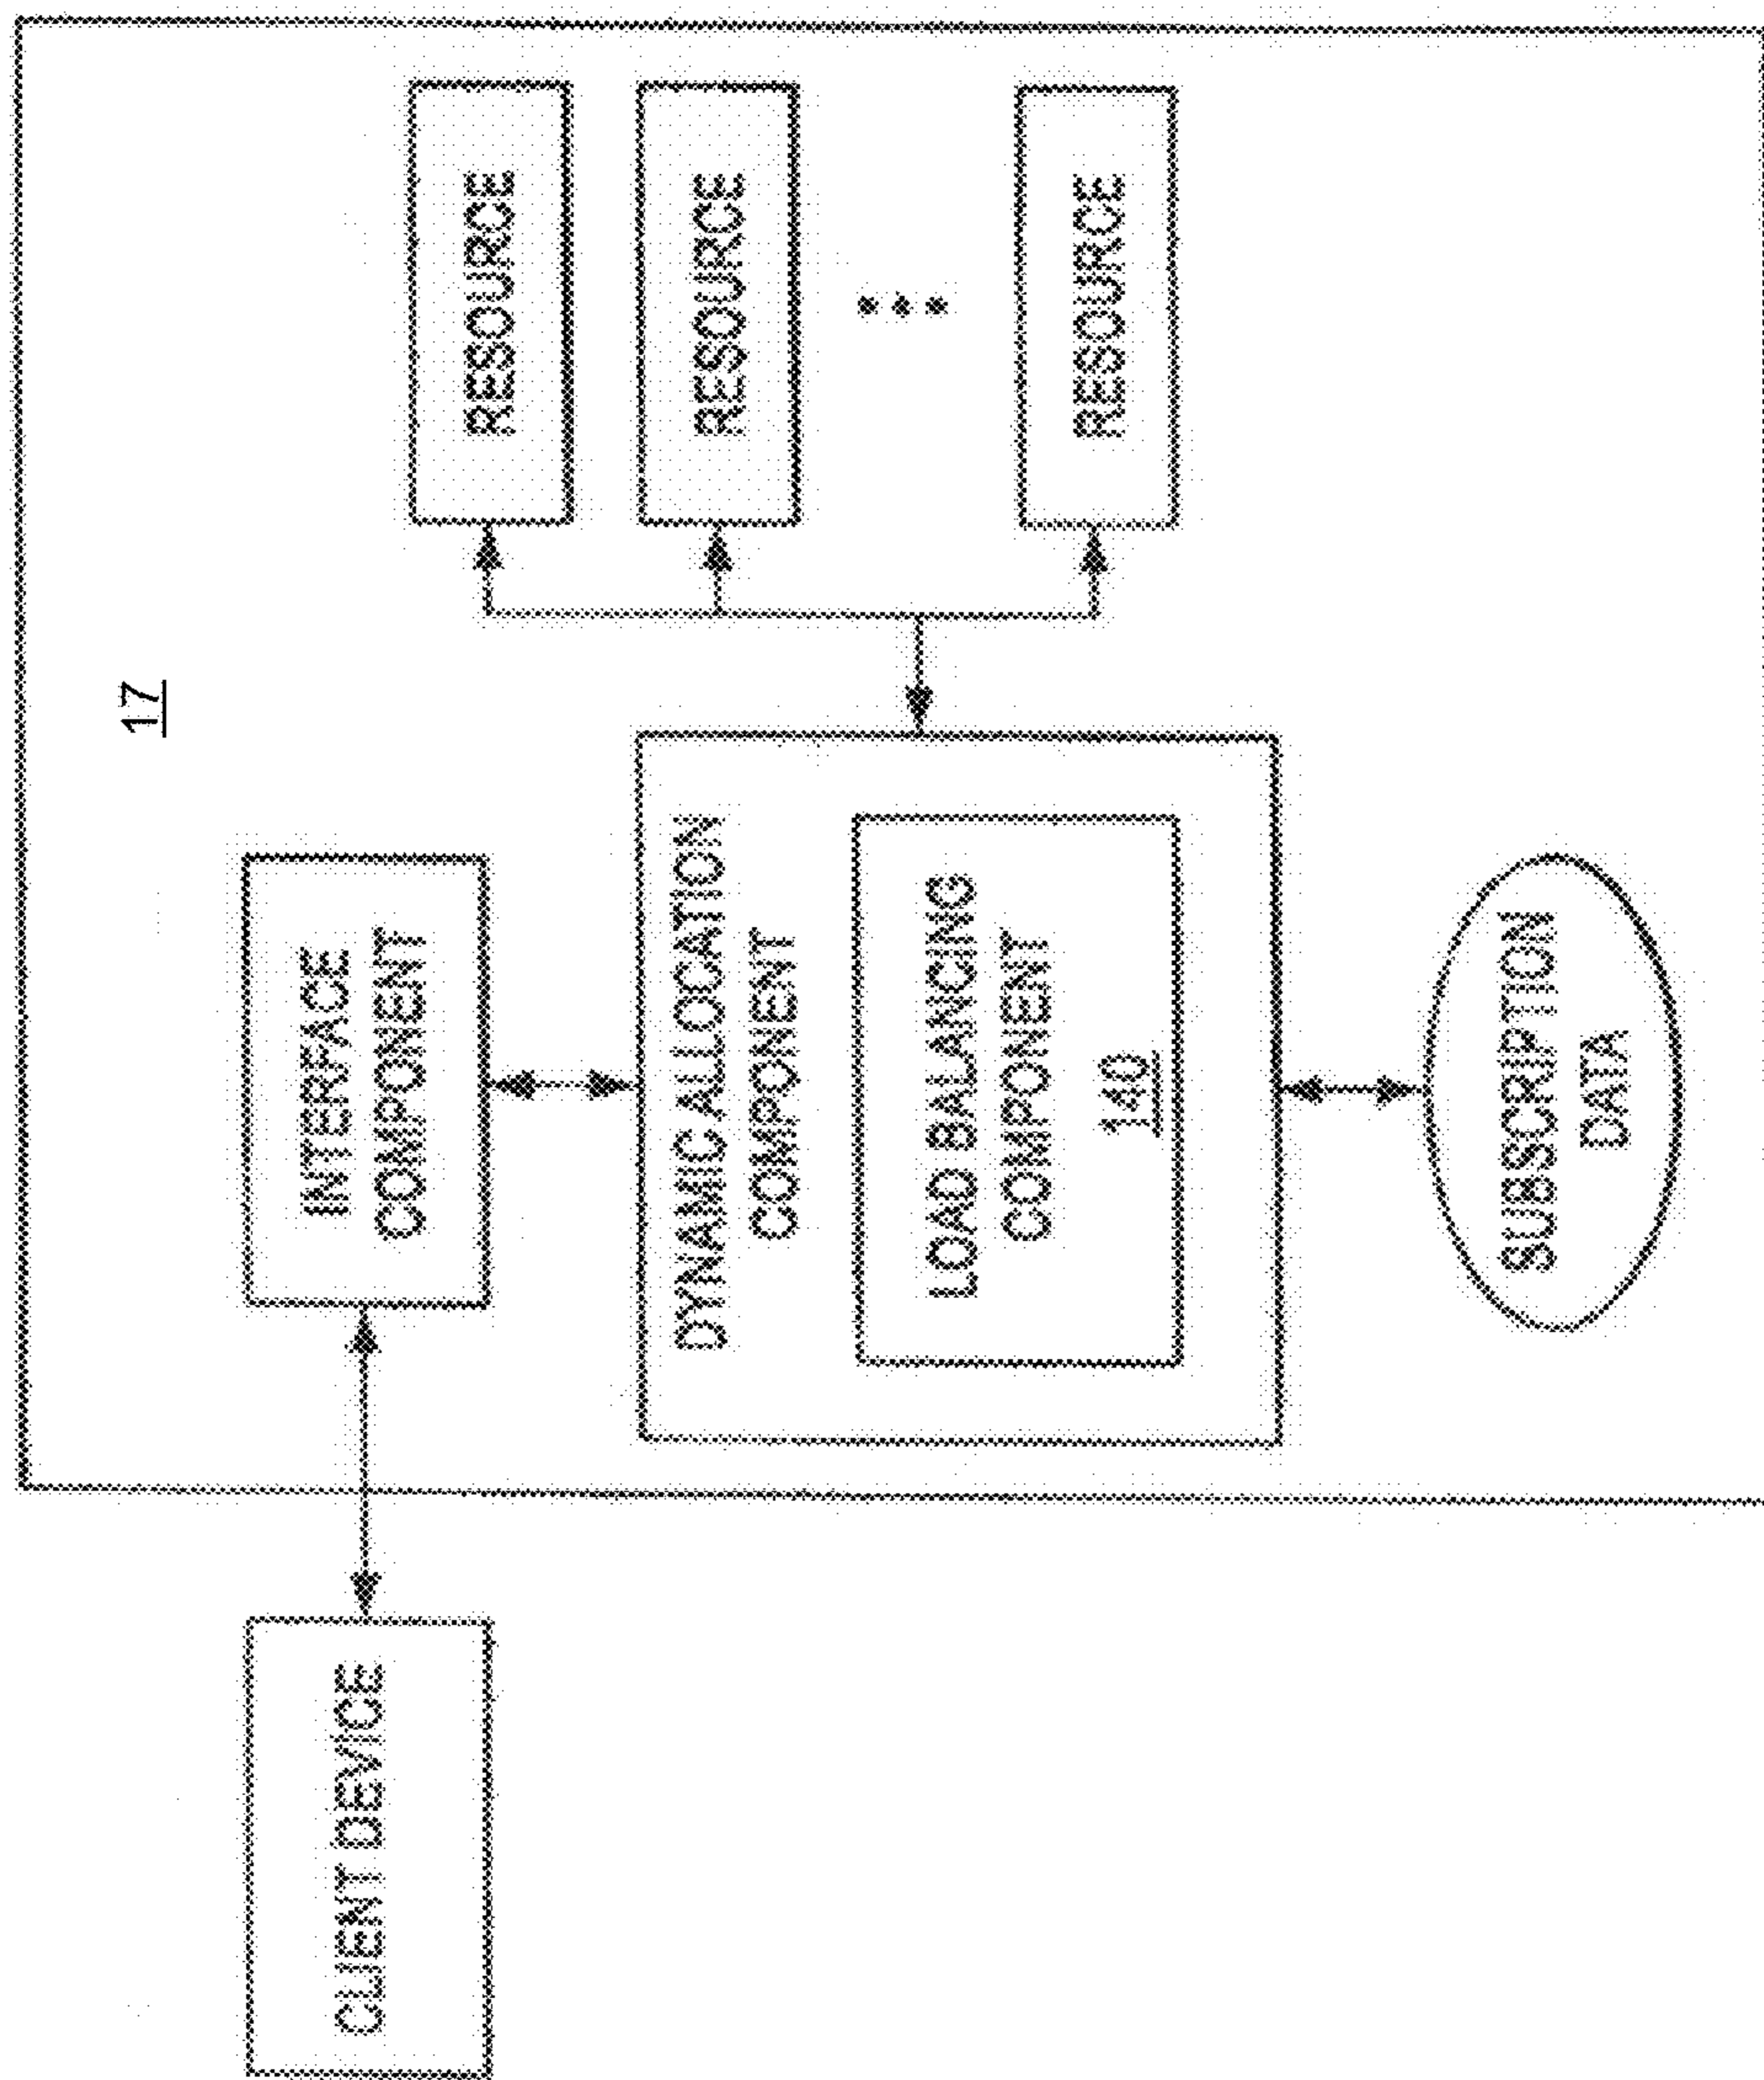 17
CLIENT DEVICE
INTERFACE
COMPONENT
DYNAMIC ALLOCATION
COMPONENT
LOAD BALANCING
COMPONENT
140
SUBSCRIPTION
DATA
RESOURCE
RESOURCE
RESOURCE